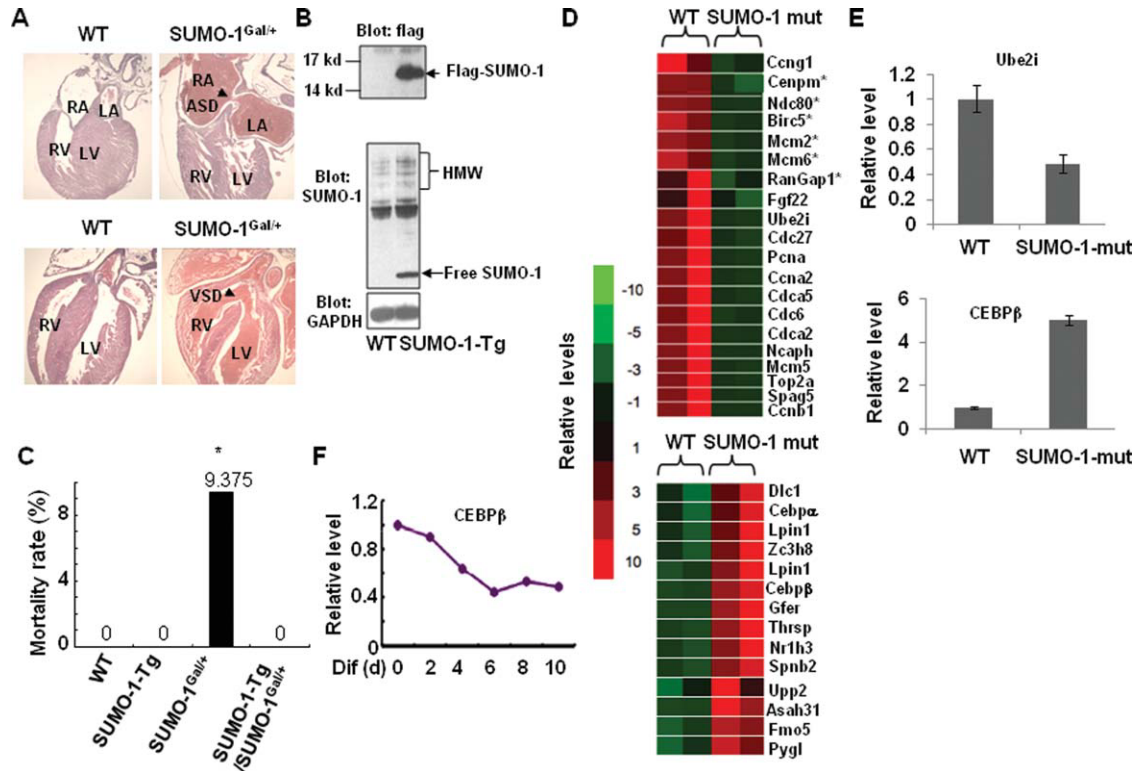 A
WT
SUMO-1Gal/+
RA
LA
RV
LV
RA
ASD
LA
RV
LV
WT
SUMO-1Gal/+
RV
LV
VSD
RV
LV
B
Blot: flag
17 kd
14 kd
Flag-SUMO-1
Blot:
SUMO-1
HMW
Free SUMO-1
Blot:
GAPDH
WT SUMO-1-Tg
C
Mortality rate (%)
8
4
0
*
0
0
9.375
0
WT
SUMO-1-Tg
SUMO-1Gal/+
SUMO-1-Tg
/SUMO-1Gal/+
F
CEBPβ
Relative level
1.2
0.8
0.4
0
Dif (d) 0 2 4 6 8 10
D
WT SUMO-1 mut
Ccng1
Cenpm*
Ndc80*
Birc5*
Mcm2*
Mcm6*
RanGap1*
Fgf22
Ube2i
Cdc27
Pcna
Ccna2
Cdca5
Cdc6
Cdca2
Ncaph
Mcm5
Top2a
Spag5
Ccnb1
Relative levels
-10
-5
-3
-1
1
3
5
10
WT SUMO-1 mut
Dlc1
Cebpα
Lpin1
Zc3h8
Lpin1
Cebpβ
Gfer
Thrsp
Nr1h3
Spnb2
Upp2
Asah31
Fmo5
Pygl
E
Ube2i
Relative level
1.2
1
0.8
0.6
0.4
0.2
0
WT SUMO-1-mut
CEBPβ
Relative level
6
4
2
0
WT SUMO-1-mut